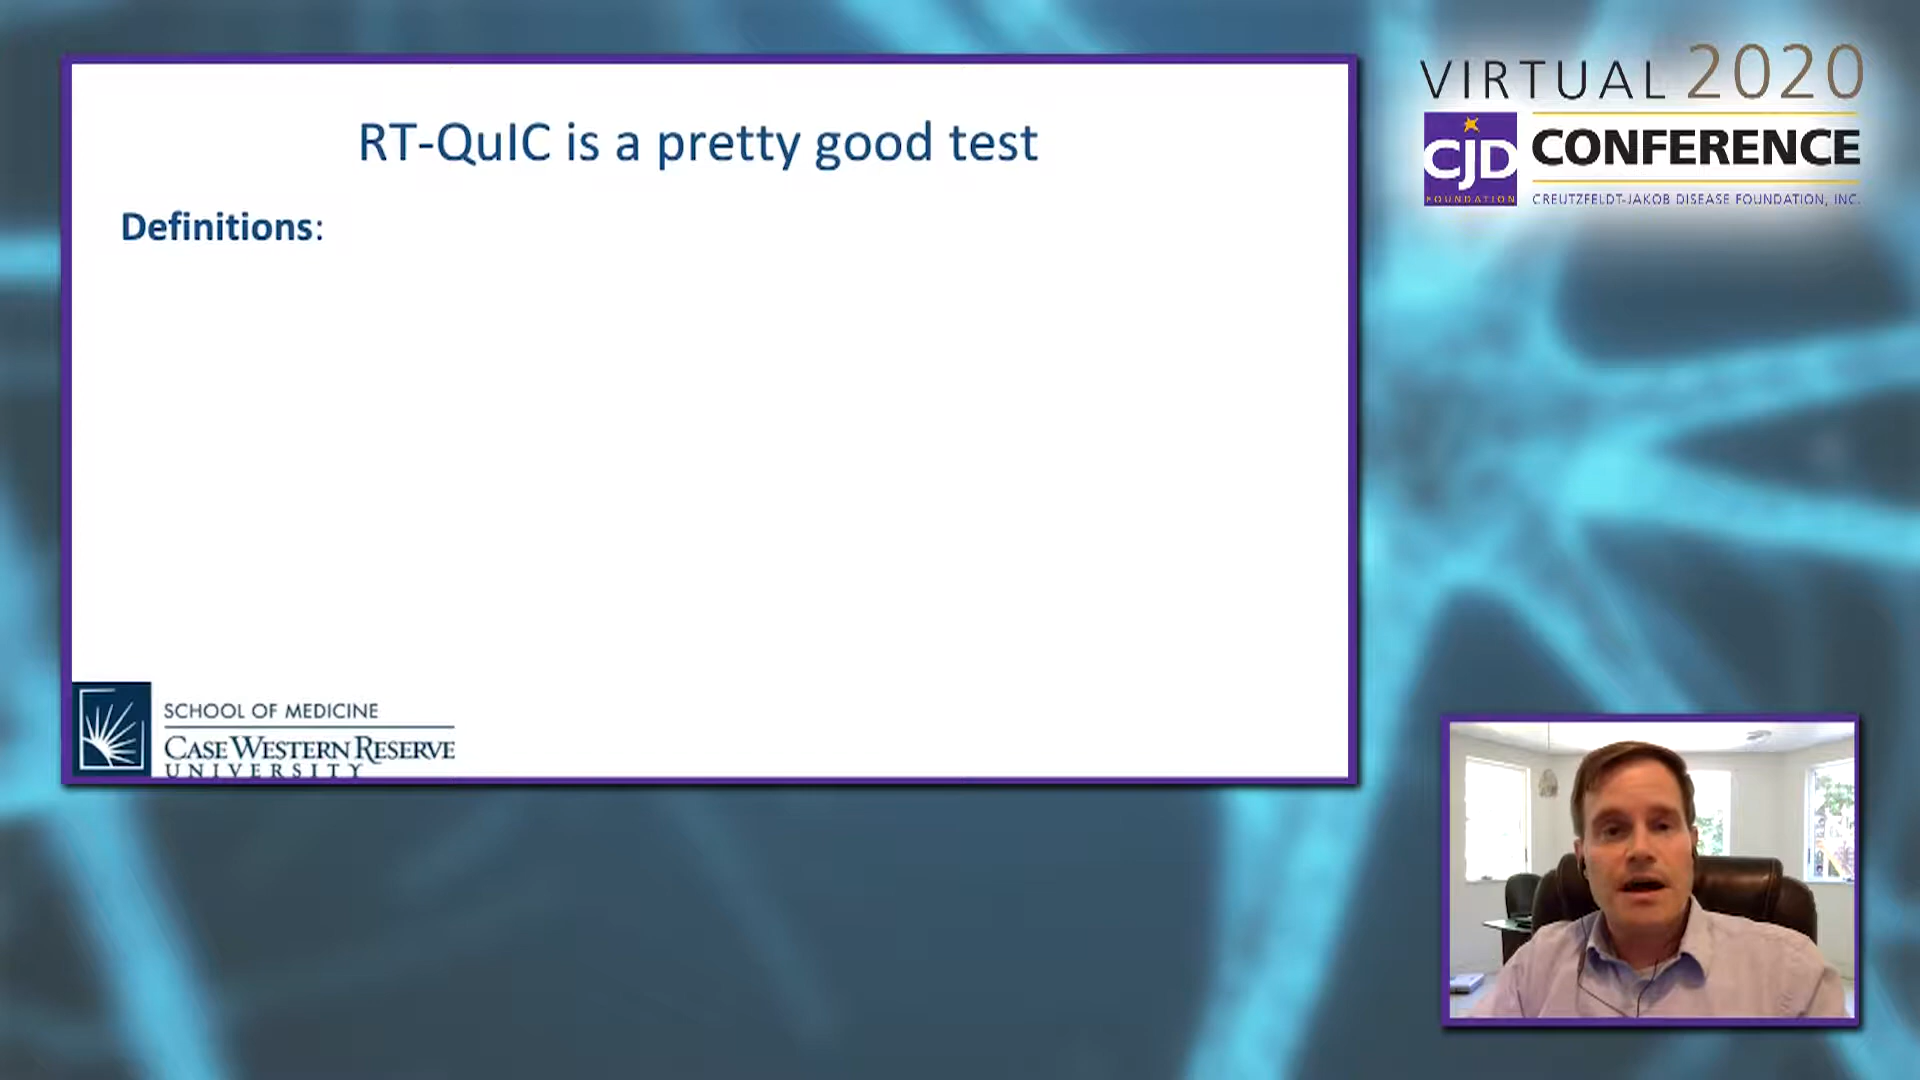 RT-QuIC is a pretty good test
Definitions:
SCHOOL OF MEDICINE
CASE WESTERN RESERVE
UNIVERSITY
VIRTUAL 2020
CJD
FOUNDATION
CONFERENCE
CREUTZFELDT-JAKOB DISEASE FOUNDATION, INC.